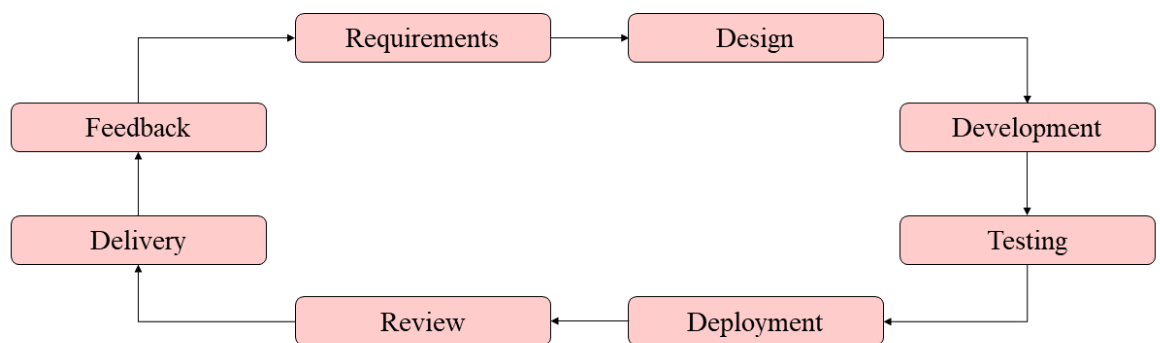 Requirements
Design
Feedback
Development
Delivery
Testing
Review
Deployment